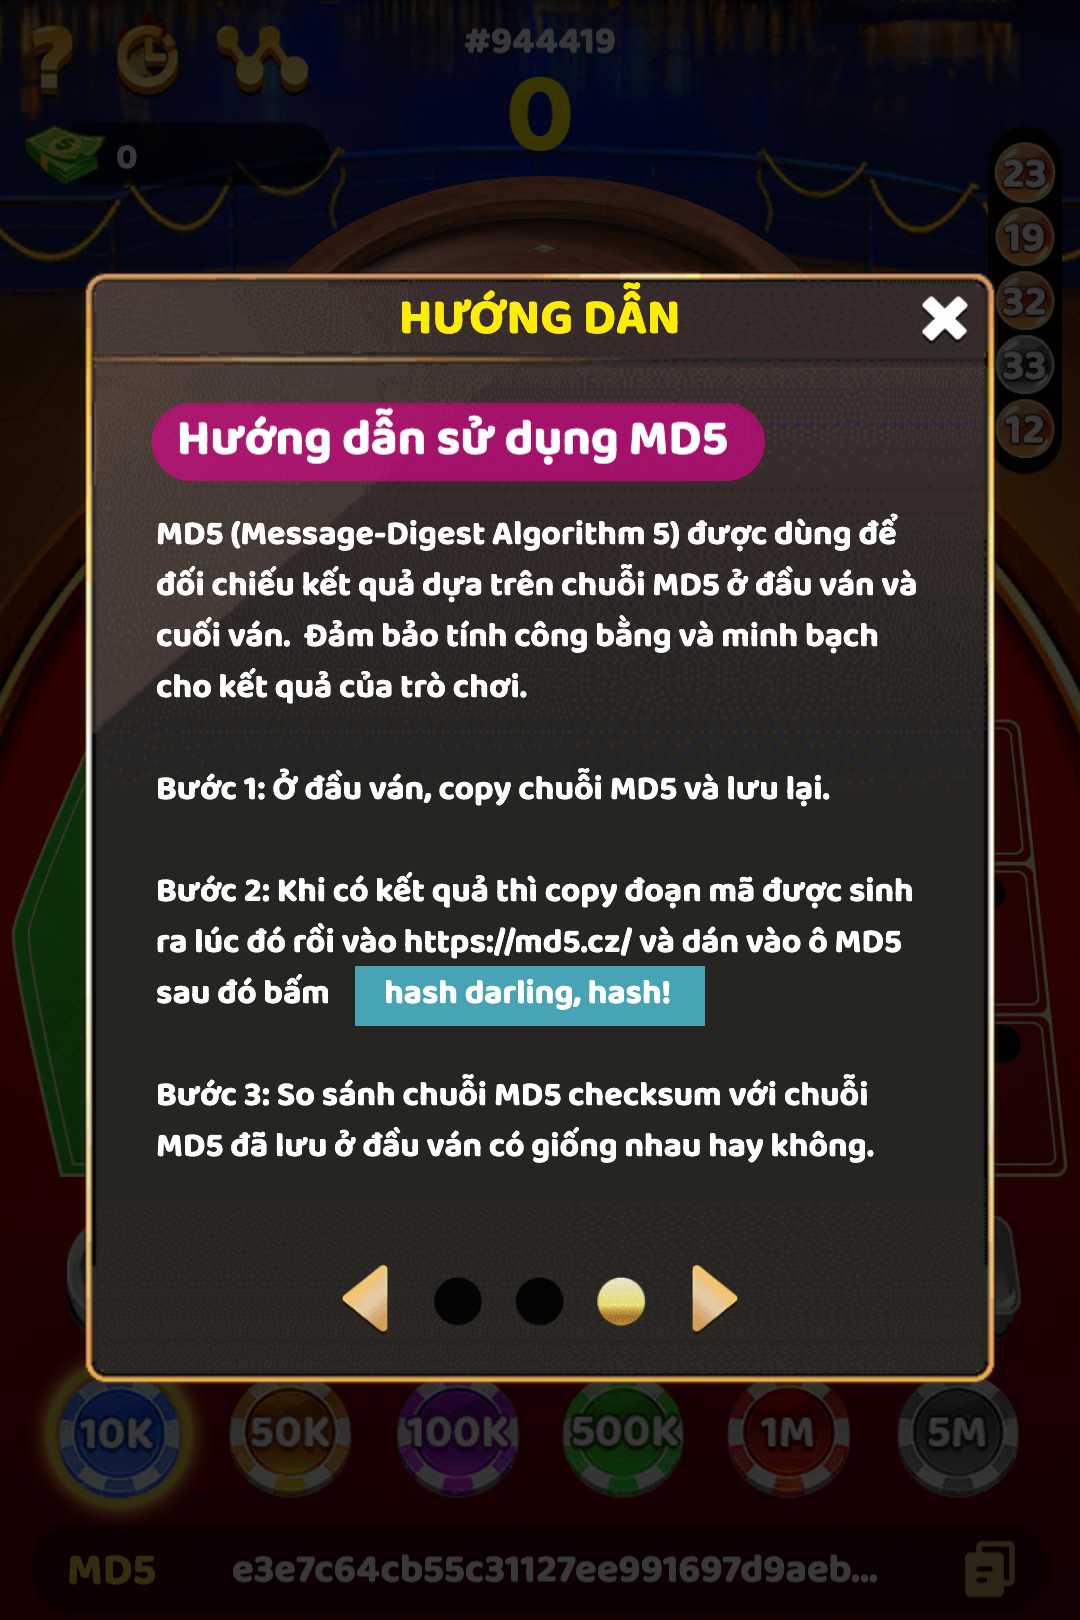 #944419
0
0
23
19
32
33
12
HƯỚNG DẪN
Hướng dẫn sử dụng MD5
MD5 (Message-Digest Algorithm 5) được dùng để
đối chiếu kết quả dựa trên chuỗi MD5 ở đầu ván và
cuối ván. Đảm bảo tính công bằng và minh bạch
cho kết quả của trò chơi.
Bước 1: Ở đầu ván, copy chuỗi MD5 và lưu lại.
Bước 2: Khi có kết quả thì copy đoạn mã được sinh
ra lúc đó rồi vào https://md5.cz/ và dán vào ô MD5
sau đó bấm hash darling, hash!
Bước 3: So sánh chuỗi MD5 checksum với chuỗi
MD5 đã lưu ở đầu ván có giống nhau hay không.
10K 50K 100K 500K 1M 5M
MD5 e3e7c64cb55c31127ee991697d9aeb...